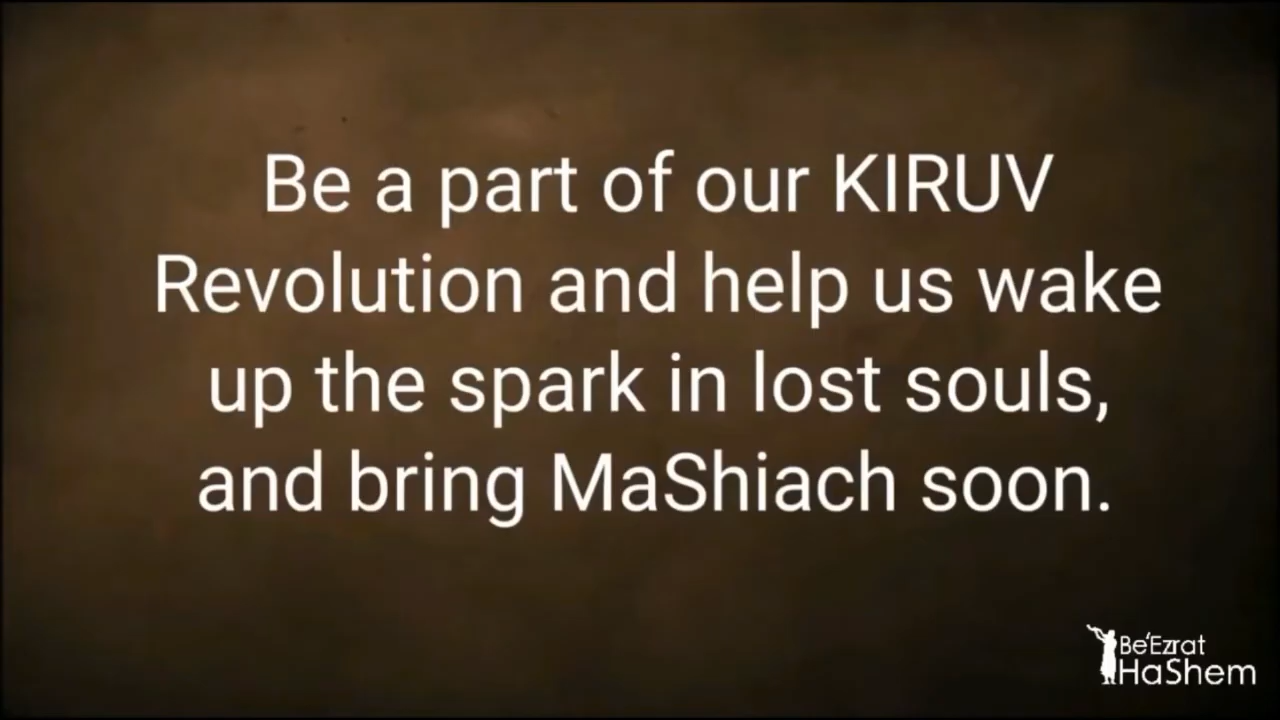 Be a part of our KIRUV
Revolution and help us wake
up the spark in lost souls,
and bring MaShiach soon.
Be'Ezrat
HaShem